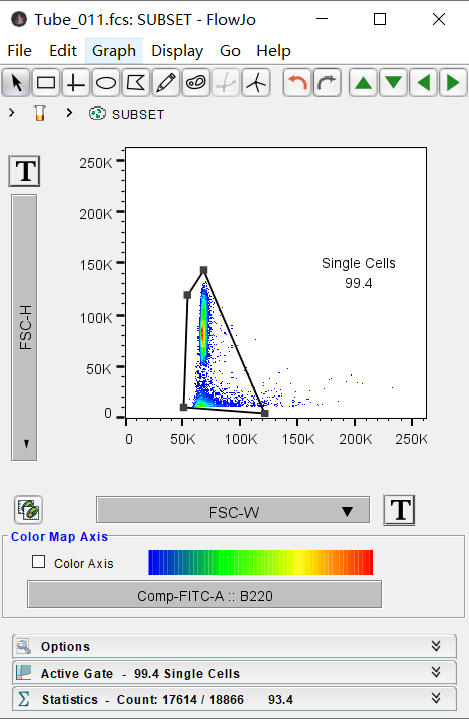 Tube_011.fcs: SUBSET - FlowJo
File Edit Graph Display Go Help
SUBSET
T
250K
200K
150K
100K
50K
0
FSC-H
Single Cells
99.4
0 50K 100K 150K 200K 250K
FSC-W
T
Color Map Axis
Color Axis
Comp-FITC-A :: B220
Options
Active Gate - 99.4 Single Cells
Statistics - Count: 17614 / 18866 93.4